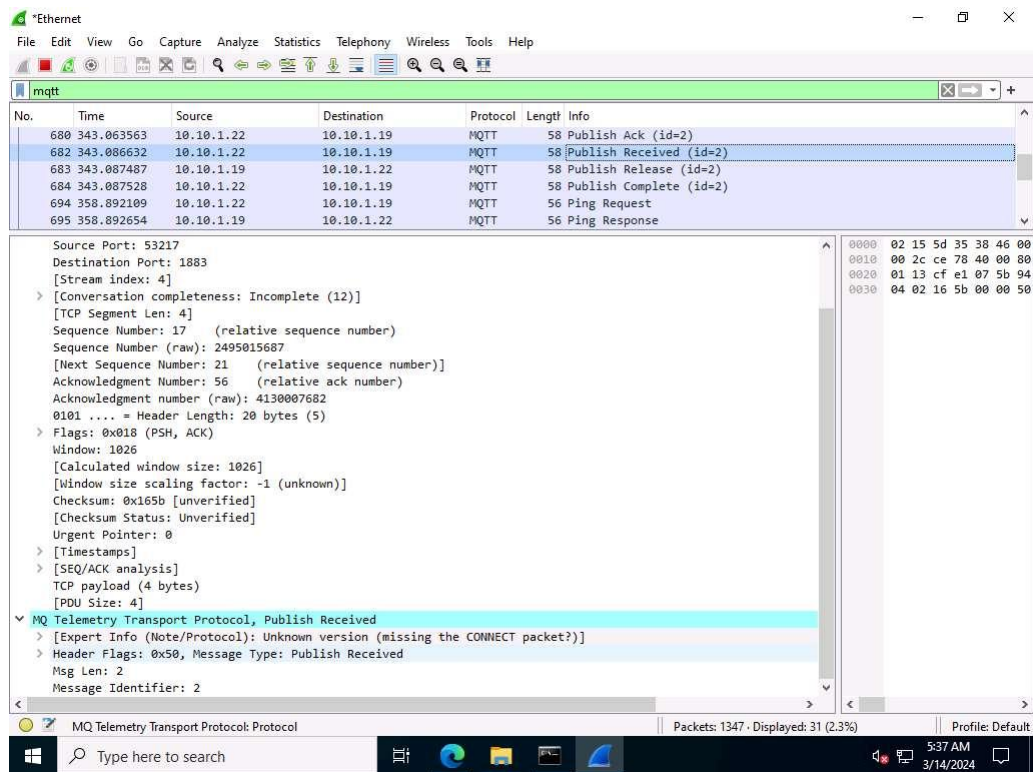 *Ethernet
File Edit View Go Capture Analyze Statistics Telephony Wireless Tools Help
mqtt
No. Time Source Destination Protocol Length Info
680 343.063563 10.10.1.22 10.10.1.19 MQTT 58 Publish Ack (id=2)
682 343.086632 10.10.1.22 10.10.1.19 MQTT 58 Publish Received (id=2)
683 343.087487 10.10.1.19 10.10.1.22 MQTT 58 Publish Release (id=2)
684 343.087528 10.10.1.22 10.10.1.19 MQTT 58 Publish Complete (id=2)
694 358.892109 10.10.1.22 10.10.1.19 MQTT 56 Ping Request
695 358.892654 10.10.1.19 10.10.1.22 MQTT 56 Ping Response
Source Port: 53217
Destination Port: 1883
[Stream index: 4]
[Conversation completeness: Incomplete (12)]
[TCP Segment Len: 4]
Sequence Number: 17 (relative sequence number)
Sequence Number (raw): 2495015687
[Next Sequence Number: 21 (relative sequence number)]
Acknowledgment Number: 56 (relative ack number)
Acknowledgment number (raw): 4130007682
0101 .... = Header Length: 20 bytes (5)
Flags: 0x018 (PSH, ACK)
Window: 1026
[Calculated window size: 1026]
[Window size scaling factor: -1 (unknown)]
Checksum: 0x165b [unverified]
[Checksum Status: Unverified]
Urgent Pointer: 0
[Timestamps]
[SEQ/ACK analysis]
TCP payload (4 bytes)
[PDU Size: 4]
MQ Telemetry Transport Protocol, Publish Received
[Expert Info (Note/Protocol): Unknown version (missing the CONNECT packet?)]
Header Flags: 0x50, Message Type: Publish Received
Msg Len: 2
Message Identifier: 2
0000 02 15 5d 35 38 46 00
0010 00 2c ce 78 40 00 80
0020 01 13 cf e1 07 5b 94
0030 04 02 16 5b 00 00 50
MQ Telemetry Transport Protocol: Protocol
Packets: 1347 · Displayed: 31 (2.3%)
Profile: Default
Type here to search
5:37 AM
3/14/2024